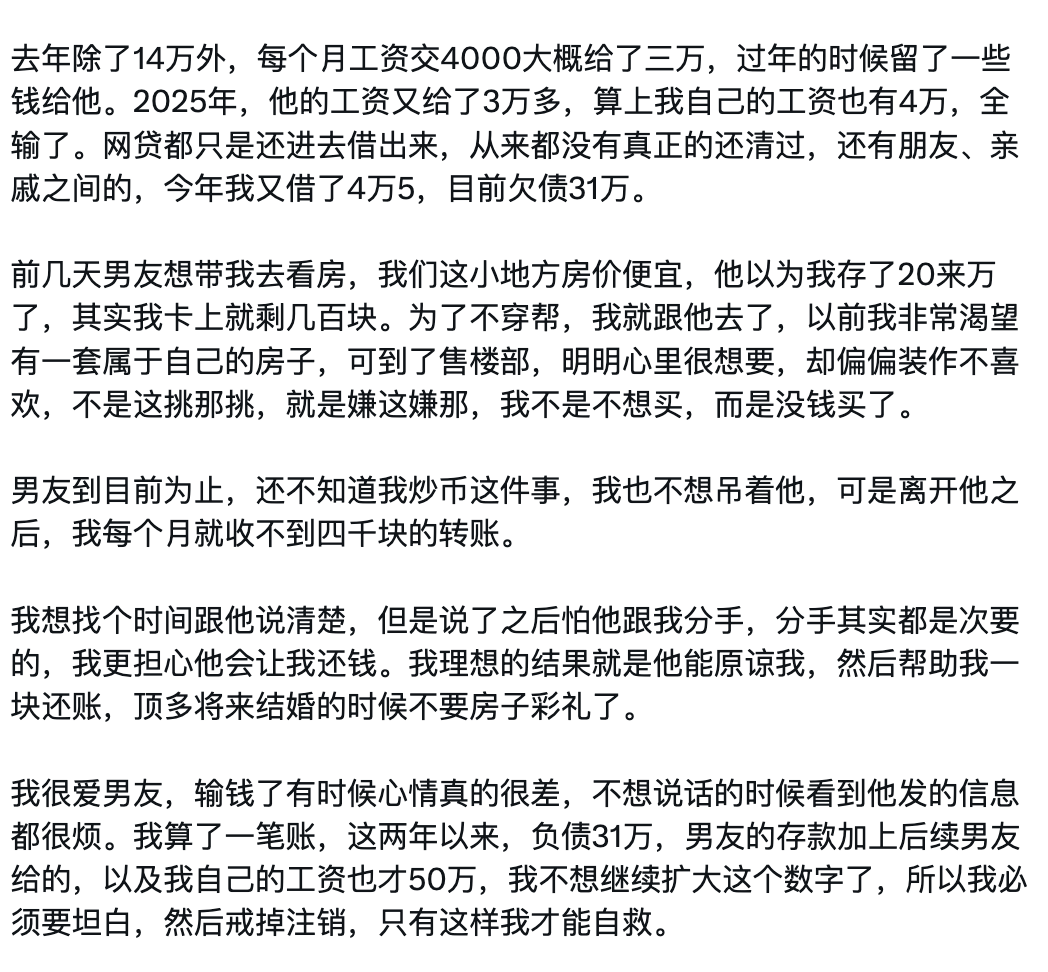 去年除了14万外，每个月工资交4000大概给了三万，过年的时候留了一些
钱给他。2025年，他的工资又给了3万多，算上我自己的工资也有4万，全
输了。网贷都只是还进去借出来，从来都没有真正的还清过，还有朋友、亲
戚之间的，今年我又借了4万5，目前欠债31万。
前几天男友想带我去看房，我们这小地方房价便宜，他以为我存了20来万
了，其实我卡上就剩几百块。为了不穿帮，我就跟他去了，以前我非常渴望
有一套属于自己的房子，可到了售楼部，明明心里很想要，却偏偏装作不喜
欢，不是这挑那挑，就是嫌这嫌那，我不是不想买，而是没钱买了。
男友到目前为止，还不知道我炒币这件事，我也不想吊着他，可是离开他之
后，我每个月就收不到四千块的转账。
我想找个时间跟他说清楚，但是说了之后怕他跟我分手，分手其实都是次要
的，我更担心他会让我还钱。我理想的结果就是他能原谅我，然后帮助我一
块还账，顶多将来结婚的时候不要房子彩礼了。
我很爱男友，输钱了有时候心情真的很差，不想说话的时候看到他发的信息
都很烦。我算了一笔账，这两年以来，负债31万，男友的存款加上后续男友
给的，以及我自己的工资也才50万，我不想继续扩大这个数字了，所以我必
须要坦白，然后戒掉注销，只有这样我才能自救。